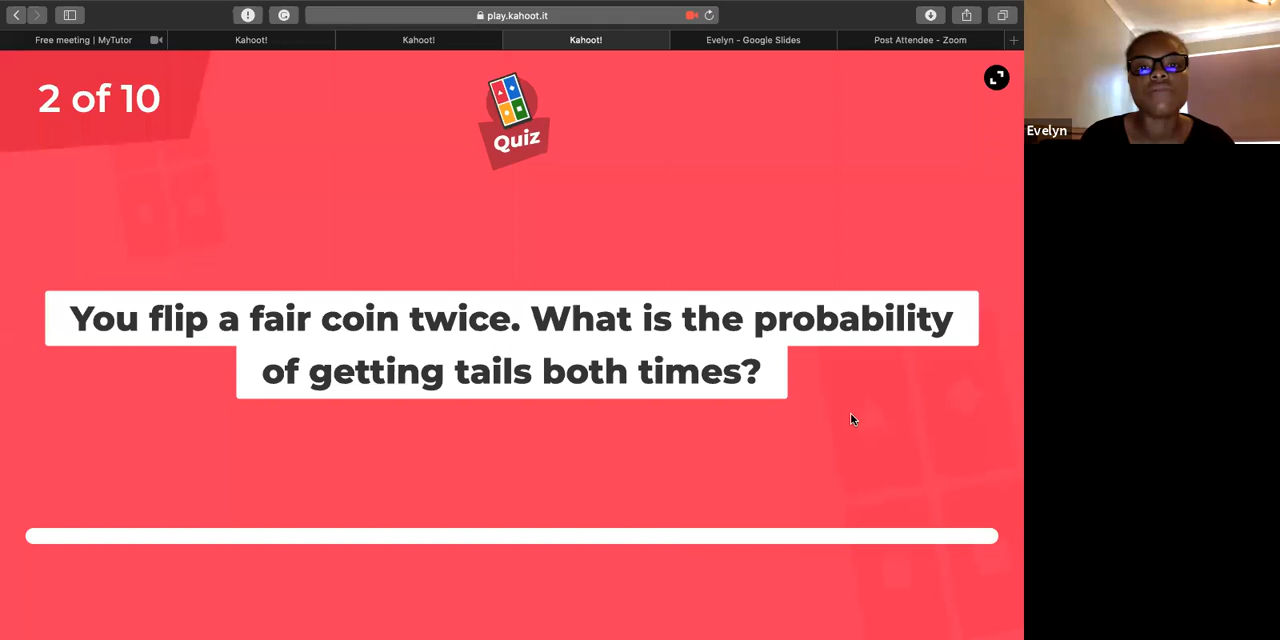 play.kahoot.it
Free meeting | MyTutor
Kahoot!
Kahoot!
Kahoot!
Evelyn - Google Slides
Post Attendee - Zoom
2 of 10
Quiz
You flip a fair coin twice. What is the probability
of getting tails both times?
Evelyn